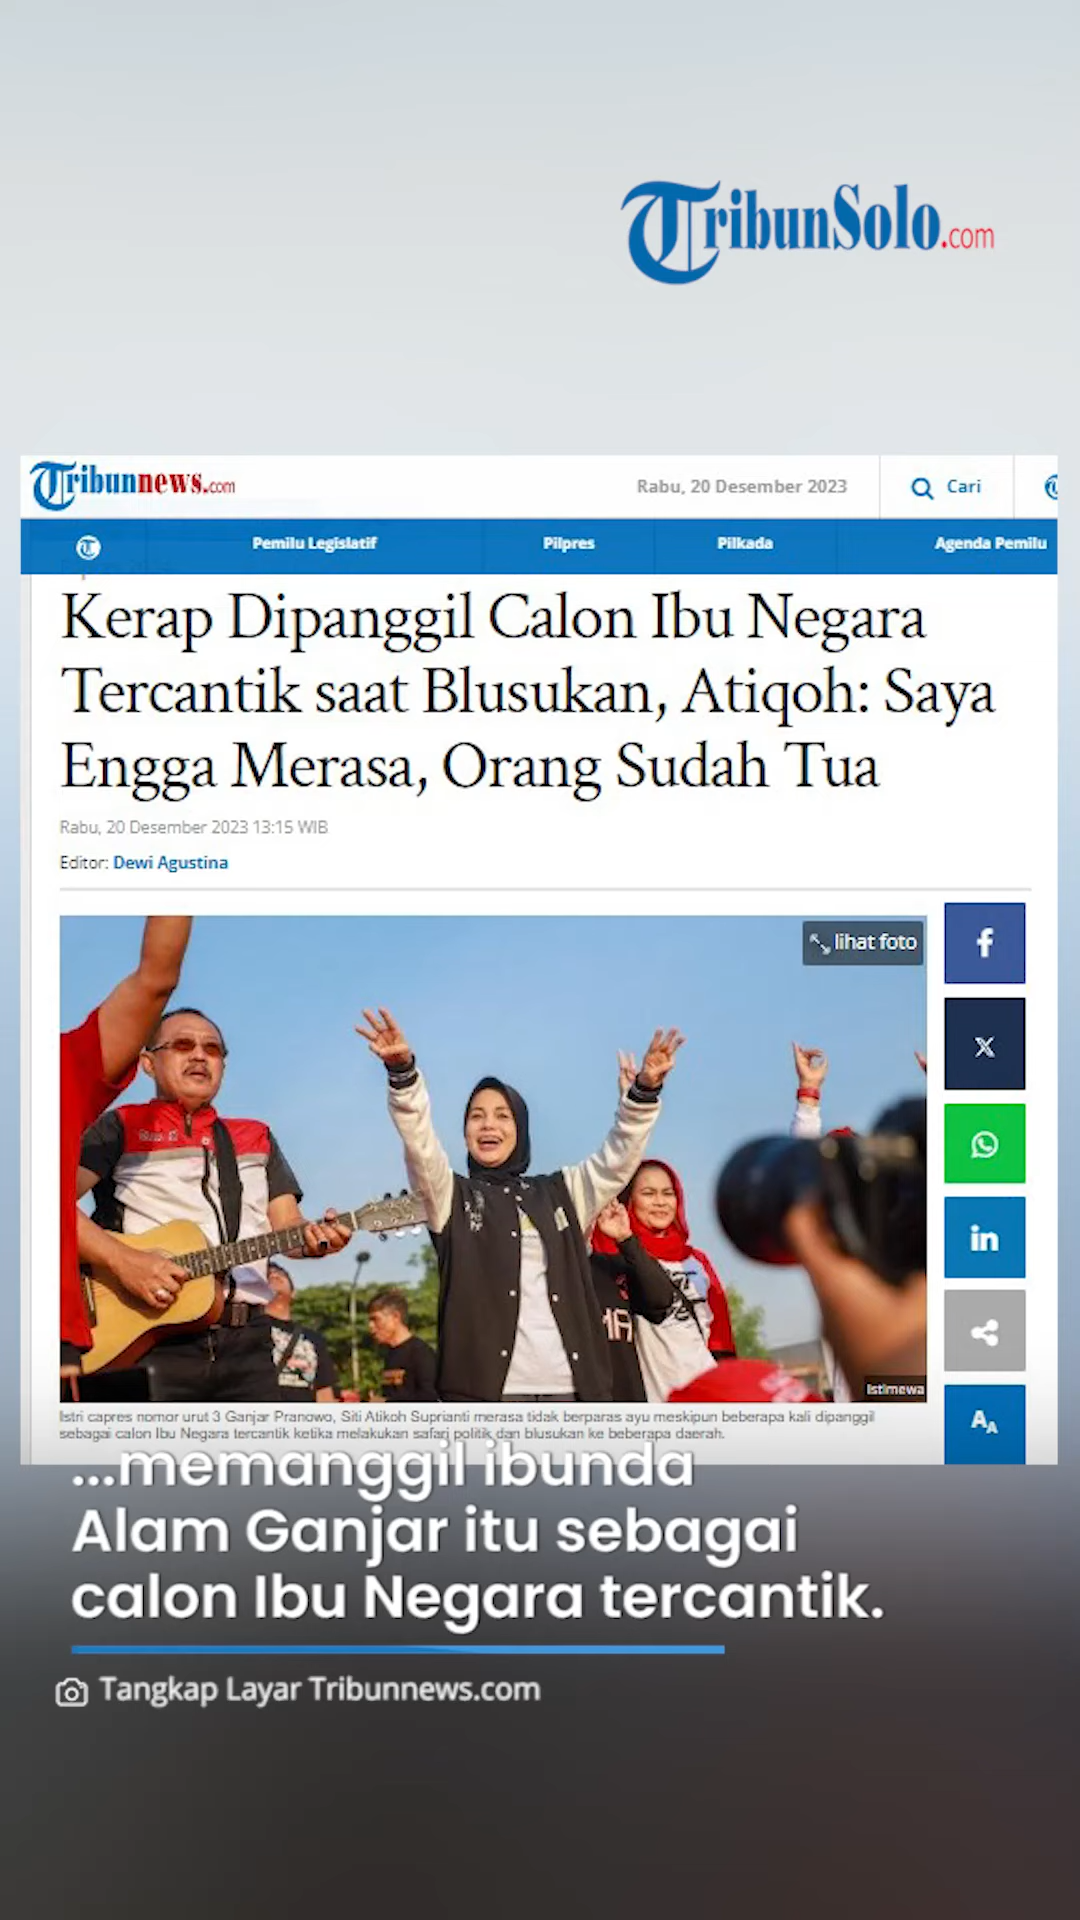 TribunSolo.com
Tribunnews.com
Rabu, 20 Desember 2023
Cari
Pemilu Legislatif
Pilpres
Pilkada
Agenda Pemilu
Kerap Dipanggil Calon Ibu Negara
Tercantik saat Blusukan, Atiqoh: Saya
Engga Merasa, Orang Sudah Tua
Rabu, 20 Desember 2023 13:15 WIB
Editor: Dewi Agustina
lihat foto
Istimewa
Istri capres nomor urut 3 Ganjar Pranowo, Siti Atikoh Suprianti merasa tidak berparas ayu meskipun beberapa kali dipanggil
sebagai calon Ibu Negara tercantik ketika melakukan safari politik dan blusukan ke beberapa daerah.
...memanggil ibunda
Alam Ganjar itu sebagai
calon Ibu Negara tercantik.
Tangkap Layar Tribunnews.com